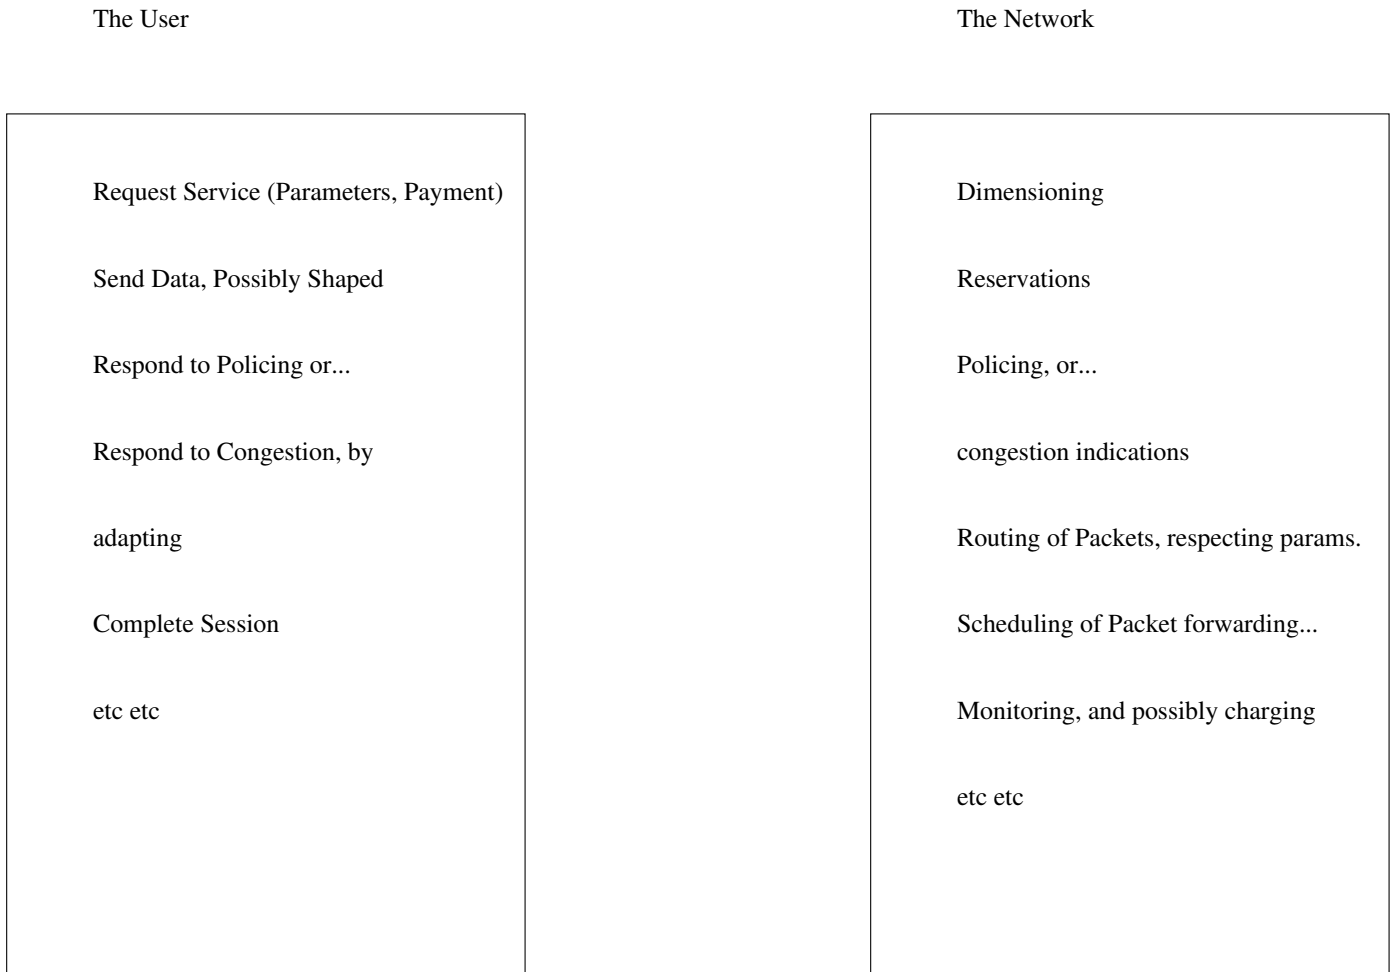 The User
Request Service (Parameters, Payment)
Send Data, Possibly Shaped
Respond to Policing or...
Respond to Congestion, by
adapting
Complete Session
etc etc
The Network
Dimensioning
Reservations
Policing, or...
congestion indications
Routing of Packets, respecting params.
Scheduling of Packet forwarding...
Monitoring, and possibly charging
etc etc